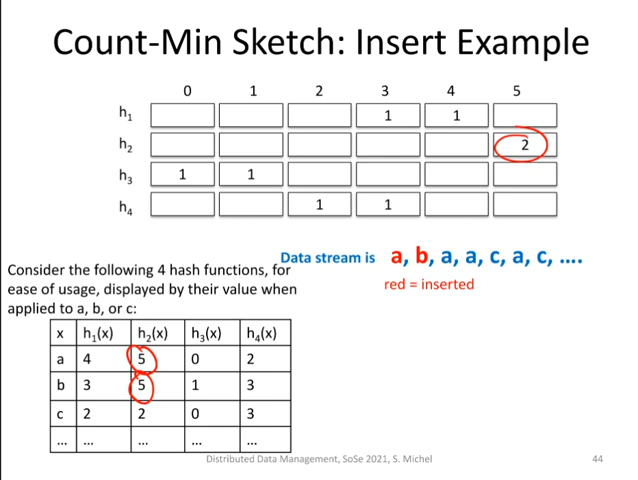 Count-Min Sketch: Insert Example
0 1 2 3 4 5
h1 1 1
h2 2
h3 1 1
h4 1 1
Data stream is a, b, a, a, c, a, c, ....
red = inserted
Consider the following 4 hash functions, for
ease of usage, displayed by their value when
applied to a, b, or c:
x h1(x) h2(x) h3(x) h4(x)
a 4 5 0 2
b 3 5 1 3
c 2 2 0 3
... ... ... ... ...
Distributed Data Management, SoSe 2021, S. Michel
44